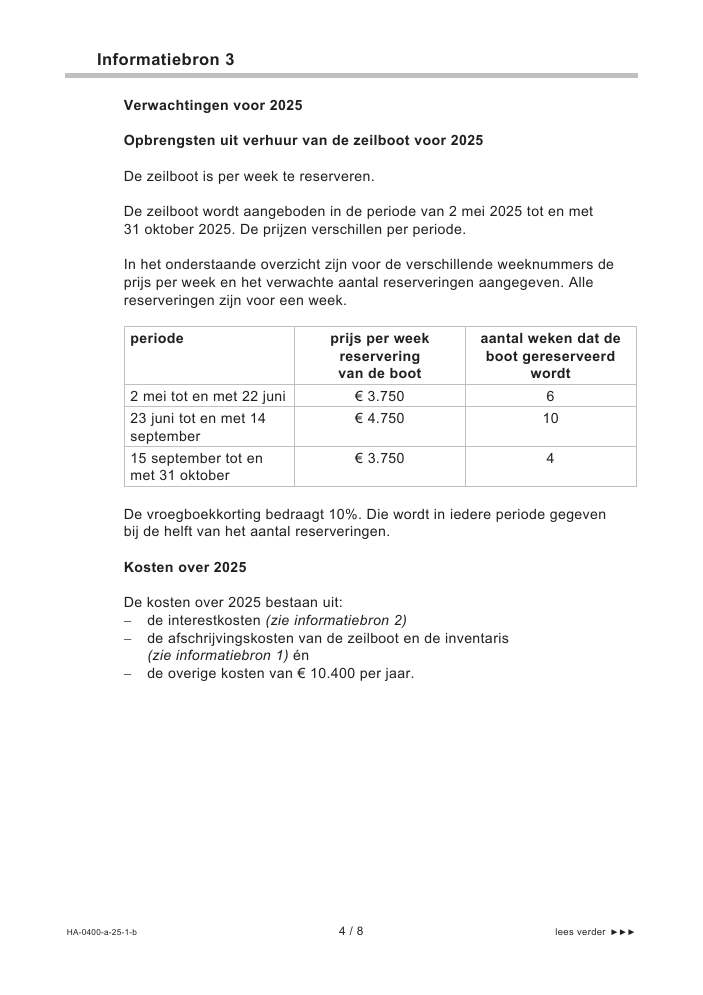 Informatiebron 3
Verwachtingen voor 2025
Opbrengsten uit verhuur van de zeilboot voor 2025
De zeilboot is per week te reserveren.
De zeilboot wordt aangeboden in de periode van 2 mei 2025 tot en met
31 oktober 2025. De prijzen verschillen per periode.
In het onderstaande overzicht zijn voor de verschillende weeknummers de
prijs per week en het verwachte aantal reserveringen aangegeven. Alle
reserveringen zijn voor een week.
periode
prijs per week
reservering
van de boot
aantal weken dat de
boot gereserveerd
wordt
2 mei tot en met 22 juni € 3.750 6
23 juni tot en met 14
september
€ 4.750 10
15 september tot en
met 31 oktober
€ 3.750 4
De vroegboekkorting bedraagt 10%. Die wordt in iedere periode gegeven
bij de helft van het aantal reserveringen.
Kosten over 2025
De kosten over 2025 bestaan uit:
– de interestkosten (zie informatiebron 2)
– de afschrijvingskosten van de zeilboot en de inventaris
(zie informatiebron 1) én
– de overige kosten van € 10.400 per jaar.
HA-0400-a-25-1-b 4 / 8 lees verder ►►►